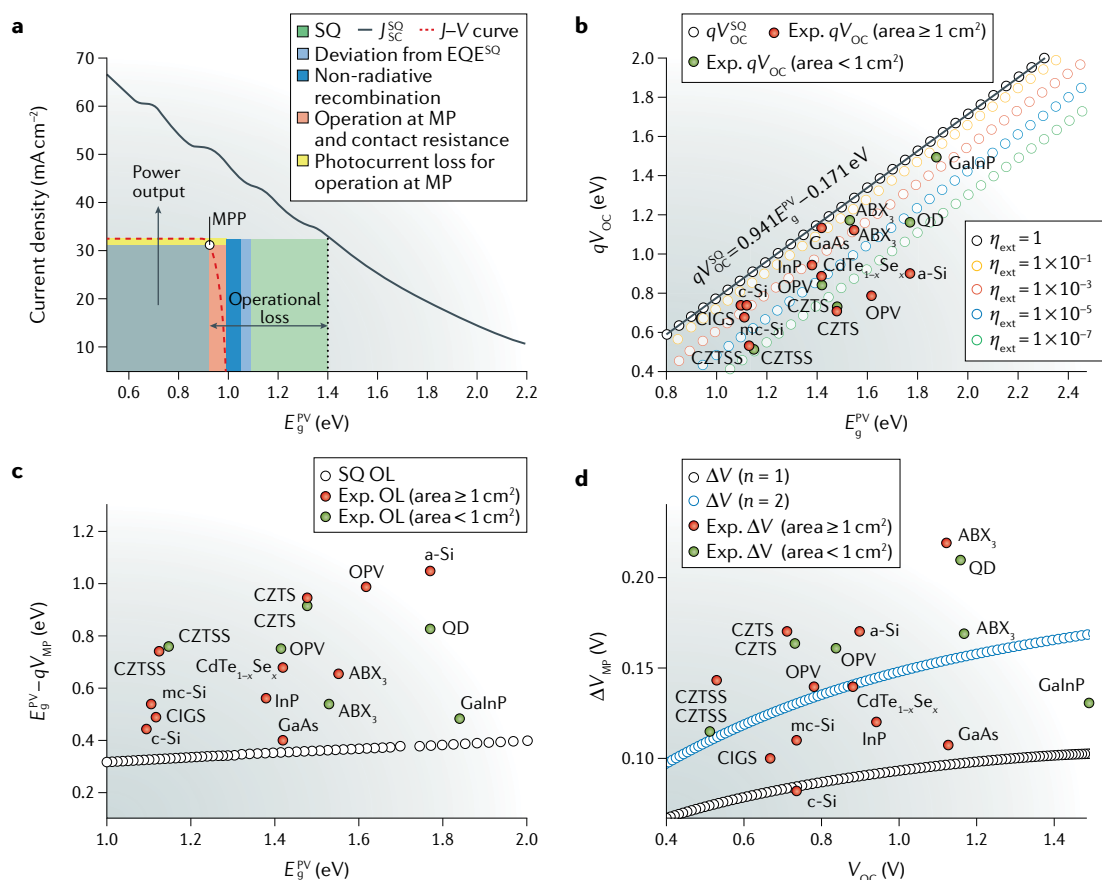 a
SQ
J_SC^SQ
J–V curve
Deviation from EQE^SQ
Non-radiative
recombination
Operation at MP
and contact resistance
Photocurrent loss for
operation at MP
70
60
50
40
30
20
10
Current density (mA cm⁻²)
Power
output
MPP
Operational
loss
0.6 0.8 1.0 1.2 1.4 1.6 1.8 2.0 2.2
E_g^PV (eV)
b
qV_OC^SQ
Exp. qV_OC (area ≥ 1 cm²)
Exp. qV_OC (area < 1 cm²)
2.0
1.8
1.6
1.4
1.2
1.0
0.8
0.6
0.4
qV_OC (eV)
qV_OC^SQ = 0.941E_g^PV – 0.171 eV
GaInP
ABX₃
QD
GaAs
ABX₃
InP
CdTe₁₋ₓSeₓ
a-Si
c-Si
OPV
CZTS
CIGS
OPV
mc-Si
CZTS
CZTSS
CZTSS
η_ext = 1
η_ext = 1 × 10⁻¹
η_ext = 1 × 10⁻³
η_ext = 1 × 10⁻⁵
η_ext = 1 × 10⁻⁷
0.8 1.0 1.2 1.4 1.6 1.8 2.0 2.2 2.4
E_g^PV (eV)
c
SQ OL
Exp. OL (area ≥ 1 cm²)
Exp. OL (area < 1 cm²)
1.2
1.0
0.8
0.6
0.4
0.2
E_g^PV – qV_MP (eV)
a-Si
OPV
CZTS
CZTS
QD
CZTSS
CZTSS
OPV
CdTe₁₋ₓSeₓ
ABX₃
mc-Si
CIGS
InP
ABX₃
GaInP
c-Si
GaAs
1.0 1.2 1.4 1.6 1.8 2.0
E_g^PV (eV)
d
ΔV (n = 1)
ΔV (n = 2)
Exp. ΔV (area ≥ 1 cm²)
Exp. ΔV (area < 1 cm²)
0.20
0.15
0.10
ΔV_MP (V)
ABX₃
QD
CZTS
a-Si
CZTS
OPV
ABX₃
OPV
CZTSS
CZTSS
CdTe₁₋ₓSeₓ
GaInP
mc-Si
InP
GaAs
CIGS
c-Si
0.4 0.6 0.8 1.0 1.2 1.4
V_OC (V)